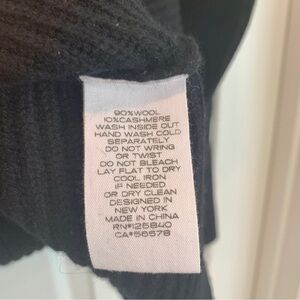 90%WOOL
10%CASHMERE
WASH INSIDE OUT
HAND WASH COLD
SEPARATELY
DO NOT WRING
OR TWIST
DO NOT BLEACH
LAY FLAT TO DRY
COOL IRON
IF NEEDED
OR DRY CLEAN
DESIGNED IN
NEW YORK
MADE IN CHINA
RN#125840
CA#56578